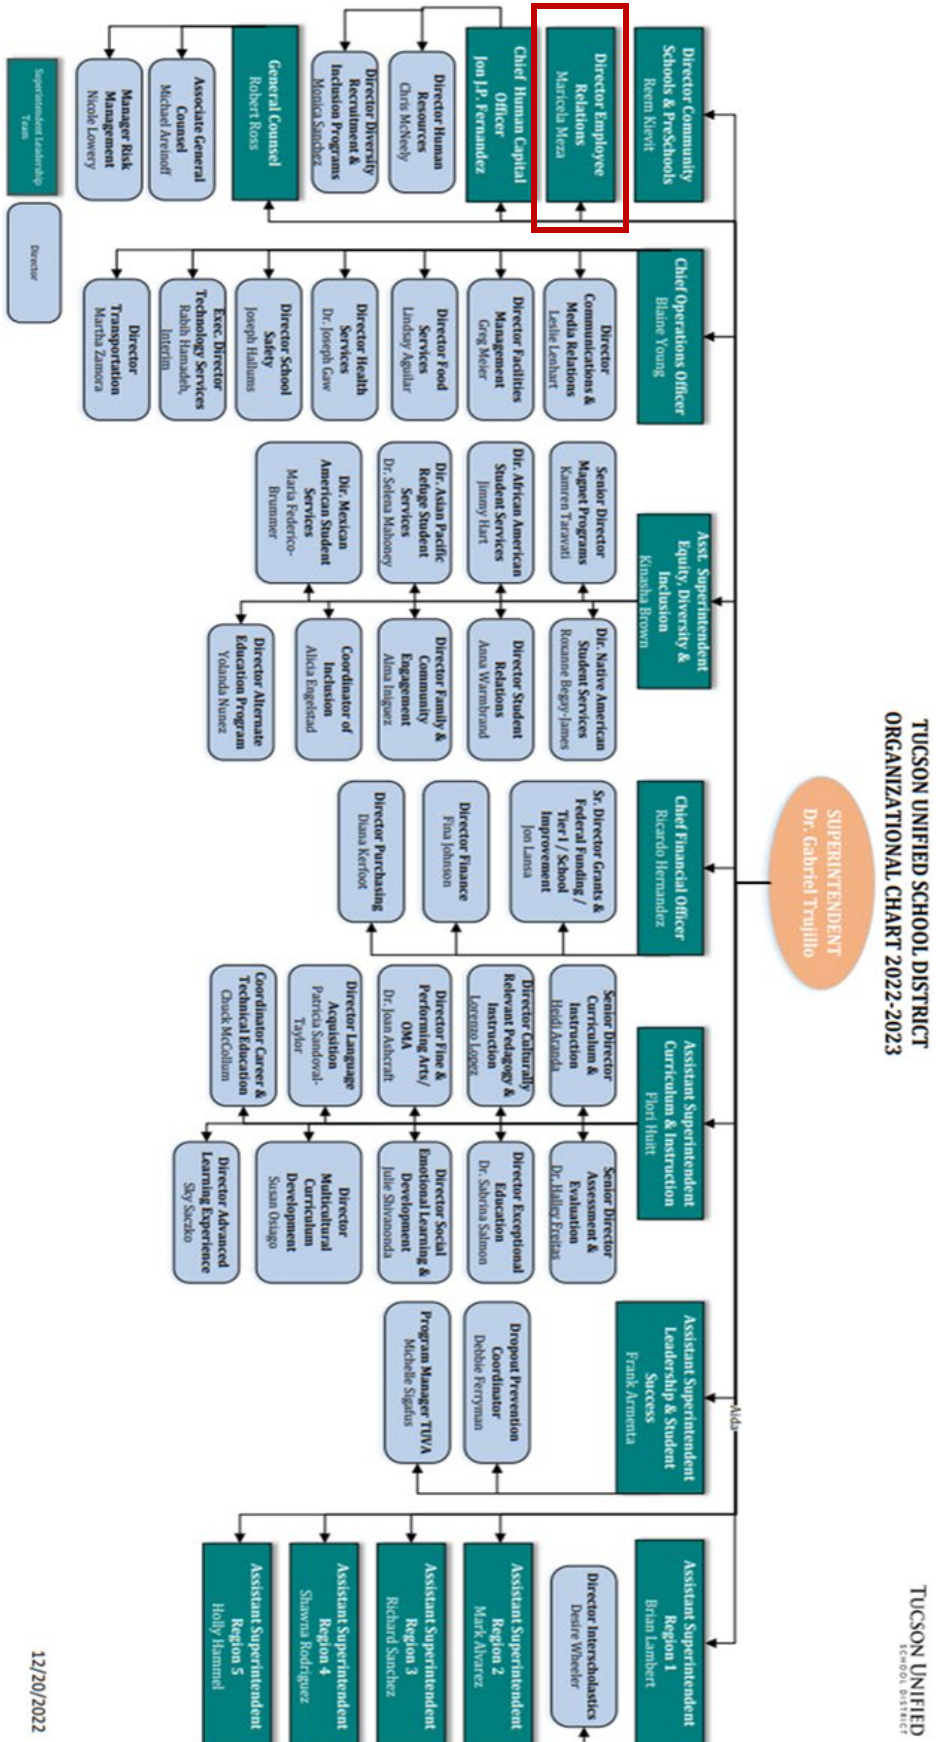 TUCSON UNIFIED SCHOOL DISTRICT
ORGANIZATIONAL CHART 2022-2023
TUCSON UNIFIED
SCHOOL DISTRICT
SUPERINTENDENT
Dr. Gabriel Trujillo
Aida
Director Community
Schools & PreSchools
Reem Kievit
Director Employee
Relations
Maricela Meza
Chief Human Capital
Officer
Jon J.P. Fernandez
Director Human
Resources
Chris McNeely
Director Diversity
Recruitment &
Inclusion Programs
Monica Sanchez
General Counsel
Robert Ross
Associate General
Counsel
Michael Areinoff
Manager Risk
Management
Nicole Lowery
Chief Operations Officer
Blaine Young
Director
Communications &
Media Relations
Leslie Lenhart
Director Facilities
Management
Greg Meier
Director Food
Services
Lindsay Aguilar
Director Health
Services
Dr. Joseph Gaw
Director School
Safety
Joseph Hallums
Exec. Director
Technology Services
Rabih Hamadeh,
Interim
Director
Transportation
Martha Zamora
Asst. Superintendent
Equity, Diversity &
Inclusion
Kinasha Brown
Senior Director
Magnet Programs
Kamren Taravati
Dir. African American
Student Services
Jimmy Hart
Dir. Asian Pacific
Refuge Student
Services
Dr. Selena Mahoney
Dir. Mexican
American Student
Services
Maria Federico-
Brummer
Dir. Native American
Student Services
Roxanne Begay-James
Director Student
Relations
Anna Warmbrand
Director Family &
Community
Engagement
Alma Iniguez
Coordinator of
Inclusion
Alicia Engelstad
Director Alternate
Education Program
Yolanda Nunez
Chief Financial Officer
Ricardo Hernandez
Sr. Director Grants &
Federal Funding /
Tier I / School
Improvement
Jon Lansa
Director Finance
Fina Johnson
Director Purchasing
Diana Kerfoot
Assistant Superintendent
Curriculum & Instruction
Flori Huitt
Senior Director
Curriculum &
Instruction
Heidi Aranda
Director Culturally
Relevant Pedagogy &
Instruction
Lorenzo Lopez
Director Fine &
Performing Arts/
OMA
Dr. Joan Ashcraft
Director Language
Acquisition
Patricia Sandoval-
Taylor
Coordinator Career &
Technical Education
Chuck McCollum
Senior Director
Assessment &
Evaluation
Dr. Halley Freitas
Director Exceptional
Education
Dr. Sabrina Salmon
Director Social
Emotional Learning &
Development
Julie Shivanonda
Director
Multicultural
Curriculum
Development
Susan Osiago
Director Advanced
Learning Experience
Sky Saczko
Assistant Superintendent
Leadership & Student
Success
Frank Armenta
Dropout Prevention
Coordinator
Debbie Ferryman
Program Manager TUVA
Michelle Sigafus
Assistant Superintendent
Region 1
Brian Lambert
Director Interscholastics
Desire Wheeler
Assistant Superintendent
Region 2
Mark Alvarez
Assistant Superintendent
Region 3
Richard Sanchez
Assistant Superintendent
Region 4
Shawna Rodriguez
Assistant Superintendent
Region 5
Holly Hammel
Superintendent Leadership
Team
Director
12/20/2022